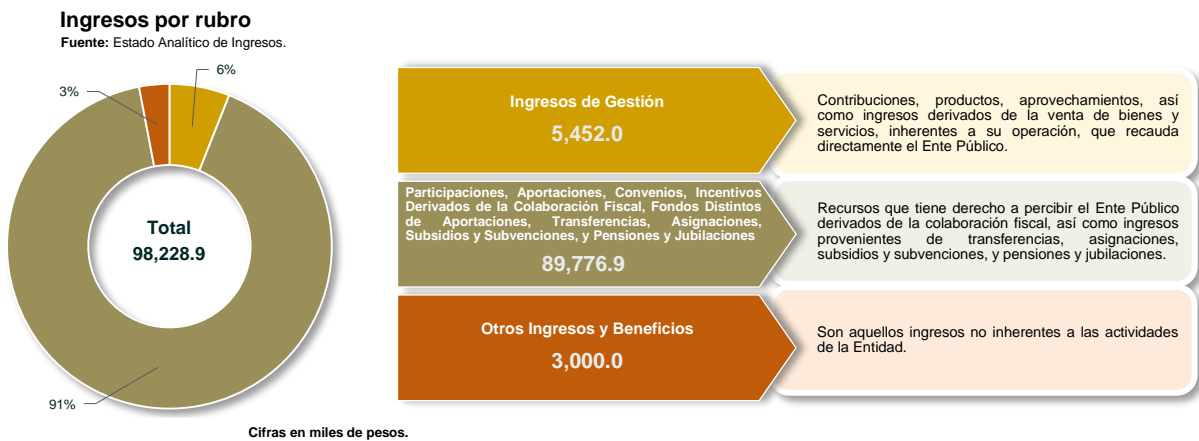 Ingresos por rubro
Fuente: Estado Analítico de Ingresos.
6%
3%
Total
98,228.9
91%
Ingresos de Gestión
5,452.0
Contribuciones, productos, aprovechamientos, así
como ingresos derivados de la venta de bienes y
servicios, inherentes a su operación, que recauda
directamente el Ente Público.
Participaciones, Aportaciones, Convenios, Incentivos
Derivados de la Colaboración Fiscal, Fondos Distintos
de Aportaciones, Transferencias, Asignaciones,
Subsidios y Subvenciones, y Pensiones y Jubilaciones
89,776.9
Recursos que tiene derecho a percibir el Ente Público
derivados de la colaboración fiscal, así como ingresos
provenientes de transferencias, asignaciones,
subsidios y subvenciones, y pensiones y jubilaciones.
Otros Ingresos y Beneficios
3,000.0
Son aquellos ingresos no inherentes a las actividades
de la Entidad.
Cifras en miles de pesos.